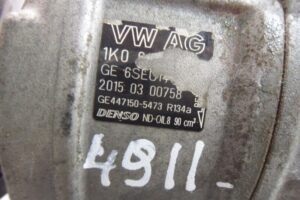 VW AG
1K0
GE 6SEU14
2015 03 00758
GE447150-5473 R134a
DENSO ND-OIL8 90 cm³
4911-